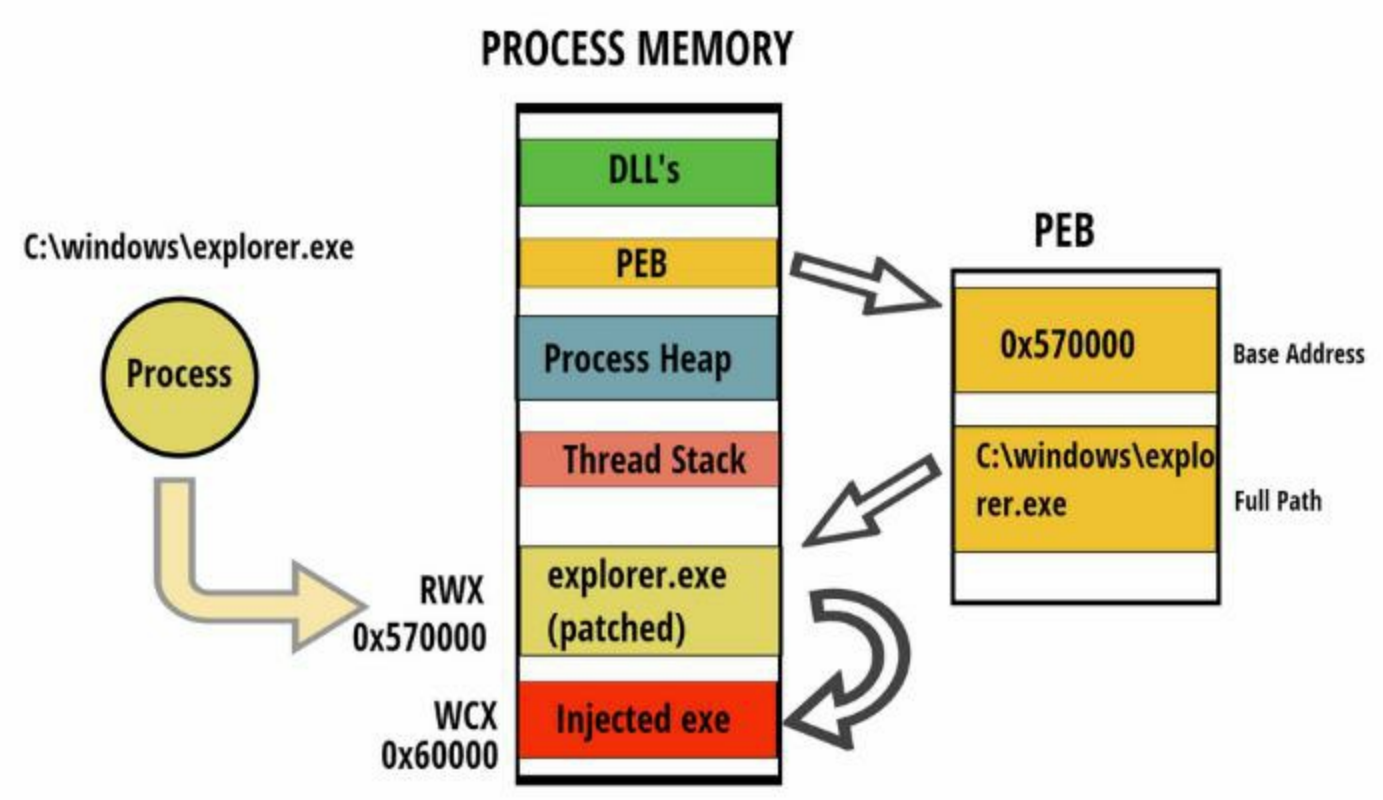 PROCESS MEMORY
DLL's
C:\windows\explorer.exe
PEB
PEB
0x570000
Base Address
Process Heap
Process
Thread Stack
C:\windows\explo
rer.exe
Full Path
RWX
0x570000
explorer.exe
(patched)
WCX
0x60000
Injected exe